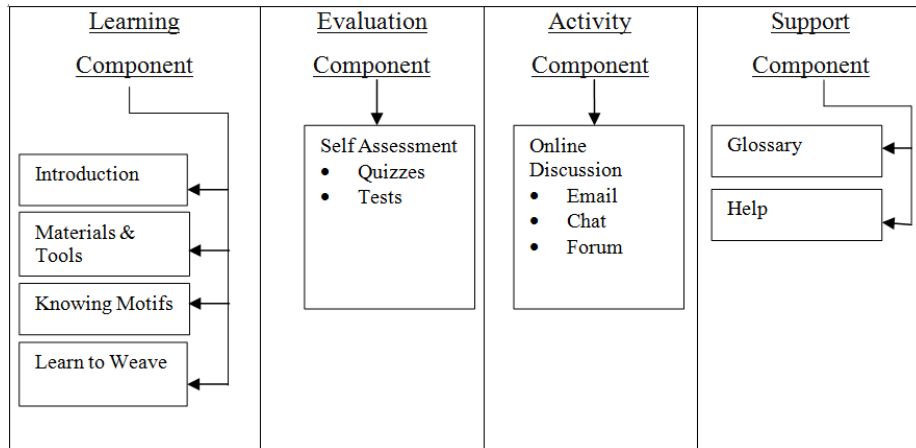 Learning
Component
Introduction
Materials &
Tools
Knowing Motifs
Learn to Weave
Evaluation
Component
Self Assessment
• Quizzes
• Tests
Activity
Component
Online
Discussion
• Email
• Chat
• Forum
Support
Component
Glossary
Help